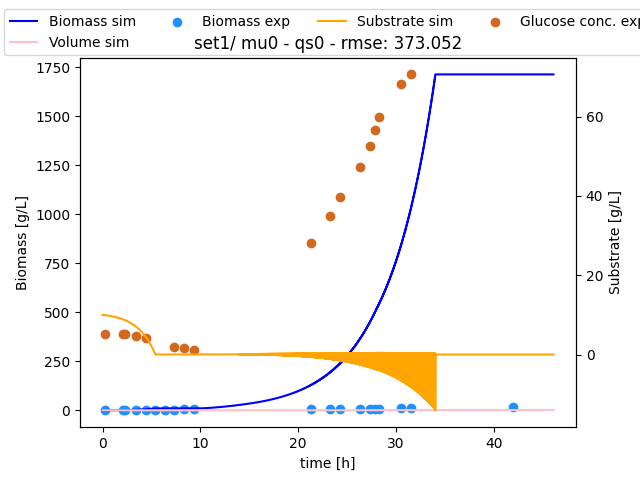 Biomass sim Biomass exp Substrate sim Glucose conc. exp
Volume sim
set1/ mu0 - qs0 - rmse: 373.052
1750
1500
1250
1000
750
500
250
0
Biomass [g/L]
60
40
20
0
Substrate [g/L]
0 10 20 30 40
time [h]